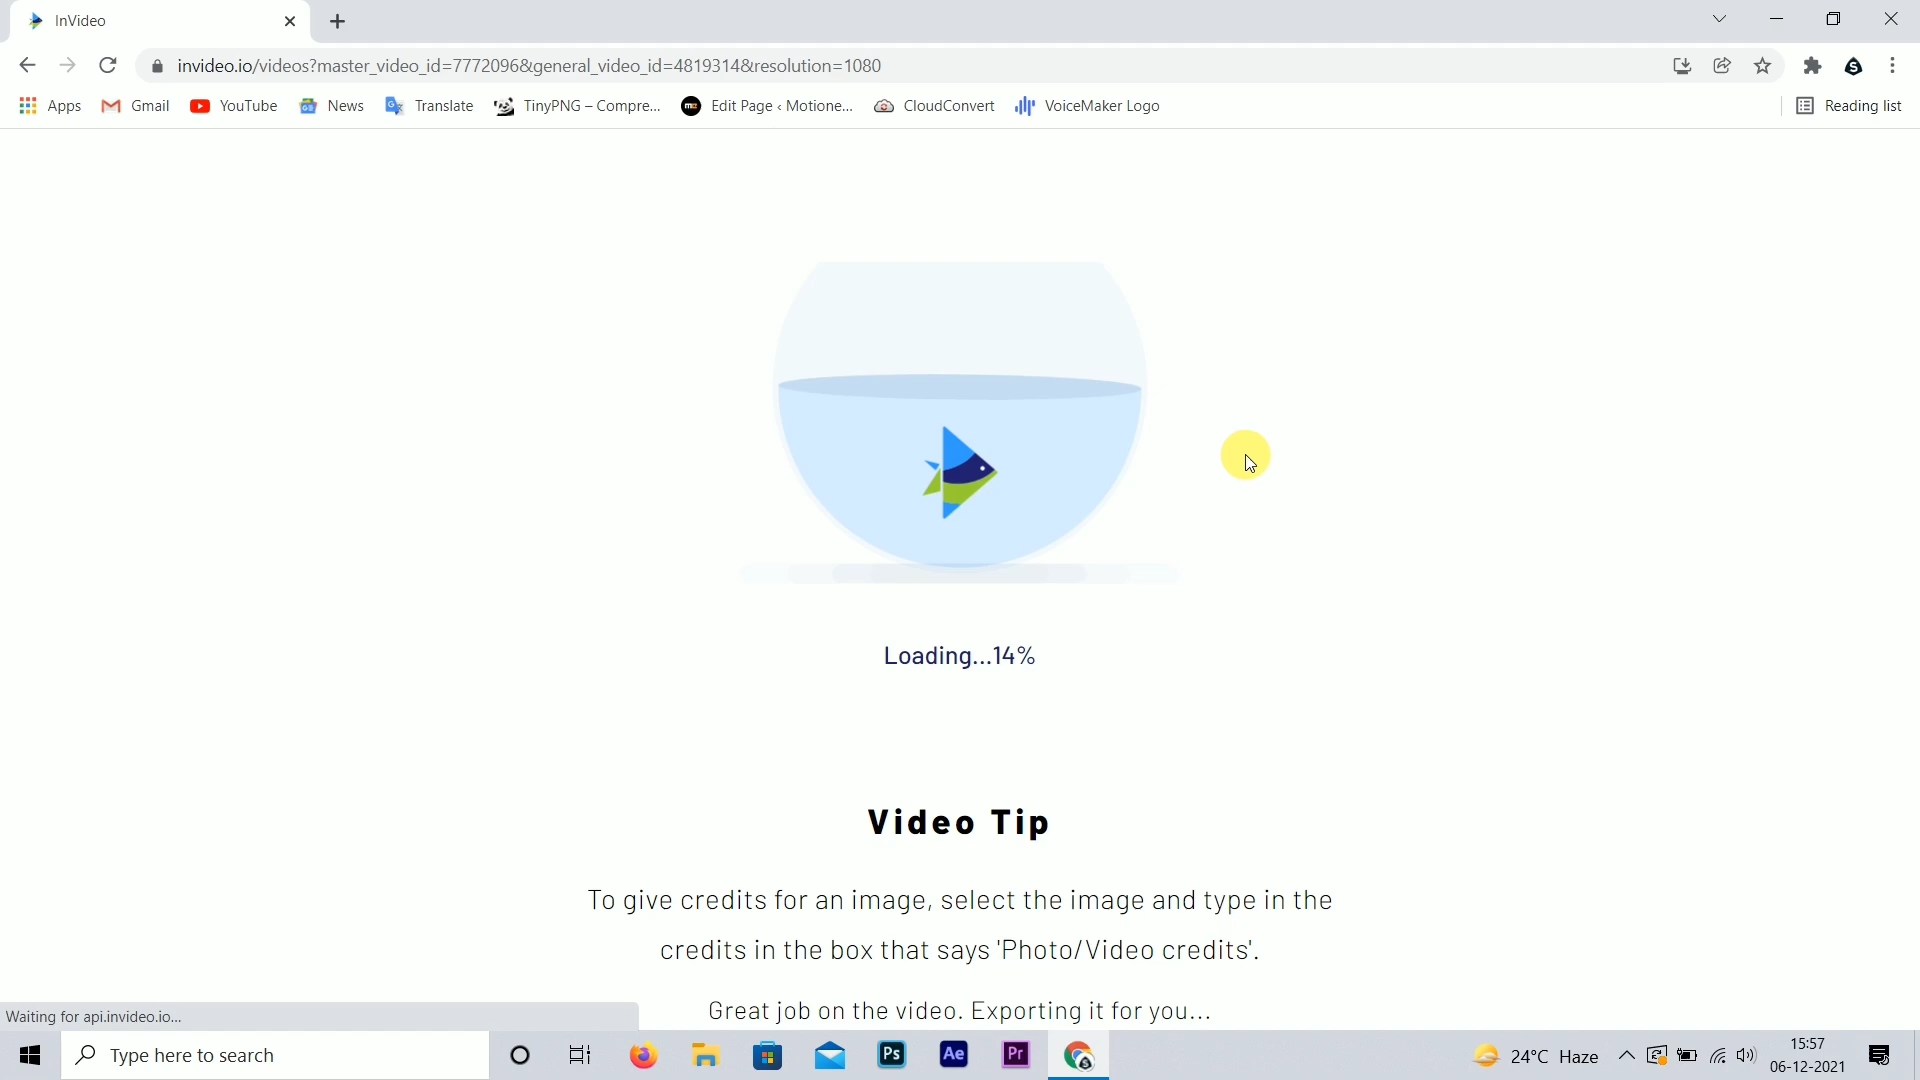 InVideo
invideo.io/videos?master_video_id=7772096&general_video_id=4819314&resolution=1080
Apps Gmail YouTube News Translate TinyPNG – Compre... Edit Page ‹ Motione... CloudConvert VoiceMaker Logo Reading list
Loading...14%
Video Tip
To give credits for an image, select the image and type in the
credits in the box that says 'Photo/Video credits'.
Great job on the video. Exporting it for you...
Waiting for api.invideo.io...
Type here to search
Ps Ae Pr
24°C Haze
15:57
06-12-2021